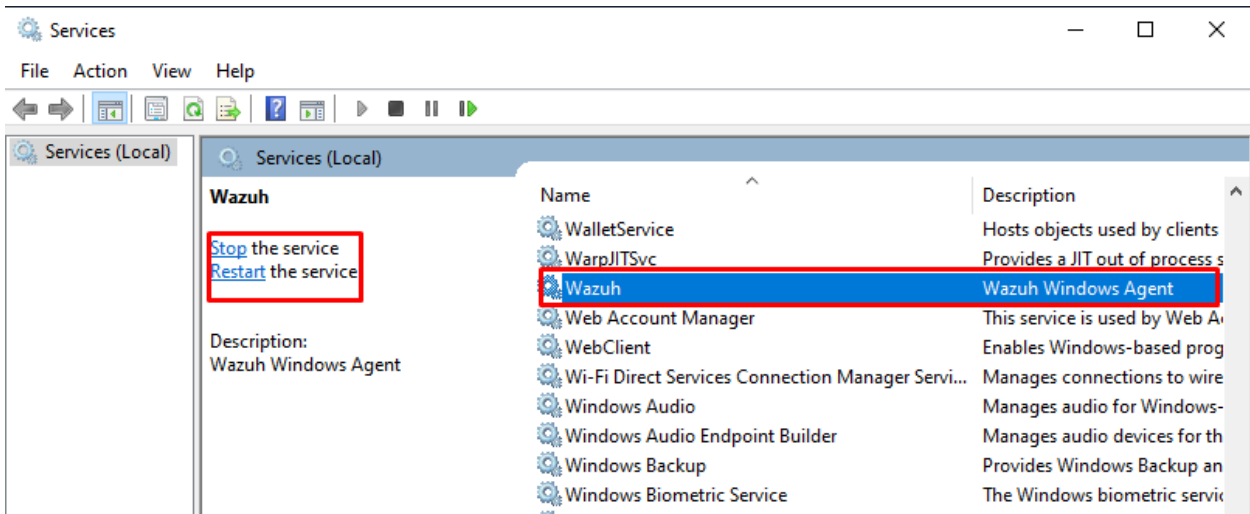 Services
File Action View Help
Services (Local)
Services (Local)
Wazuh
Stop the service
Restart the service
Description:
Wazuh Windows Agent
Name Description
WalletService Hosts objects used by clients
WarpJITSvc Provides a JIT out of process s
Wazuh Wazuh Windows Agent
Web Account Manager This service is used by Web A
WebClient Enables Windows-based prog
Wi-Fi Direct Services Connection Manager Servi... Manages connections to wire
Windows Audio Manages audio for Windows-
Windows Audio Endpoint Builder Manages audio devices for th
Windows Backup Provides Windows Backup an
Windows Biometric Service The Windows biometric servic